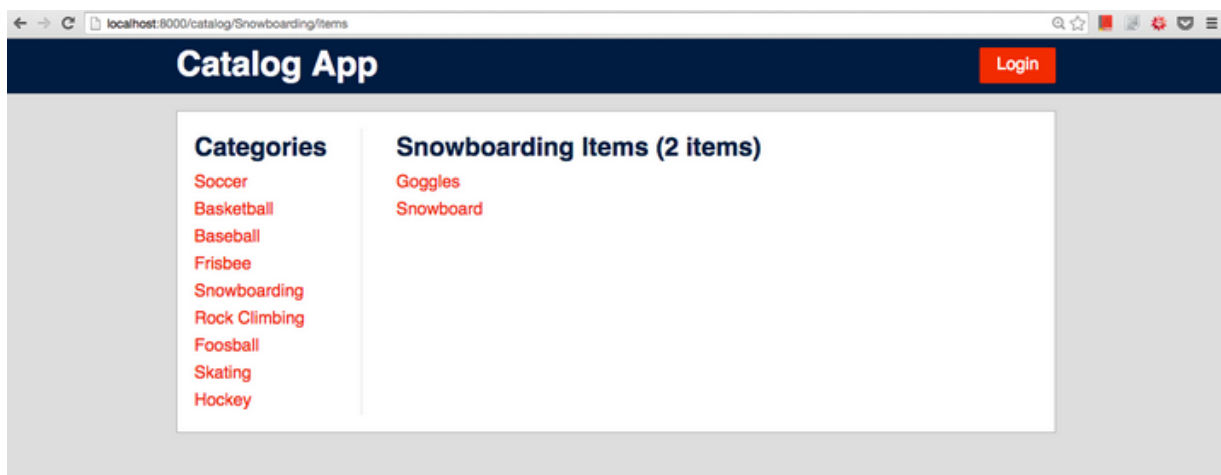 localhost:8000/catalog/Snowboarding/Items
Catalog App
Login
Categories
Soccer
Basketball
Baseball
Frisbee
Snowboarding
Rock Climbing
Foosball
Skating
Hockey
Snowboarding Items (2 items)
Goggles
Snowboard